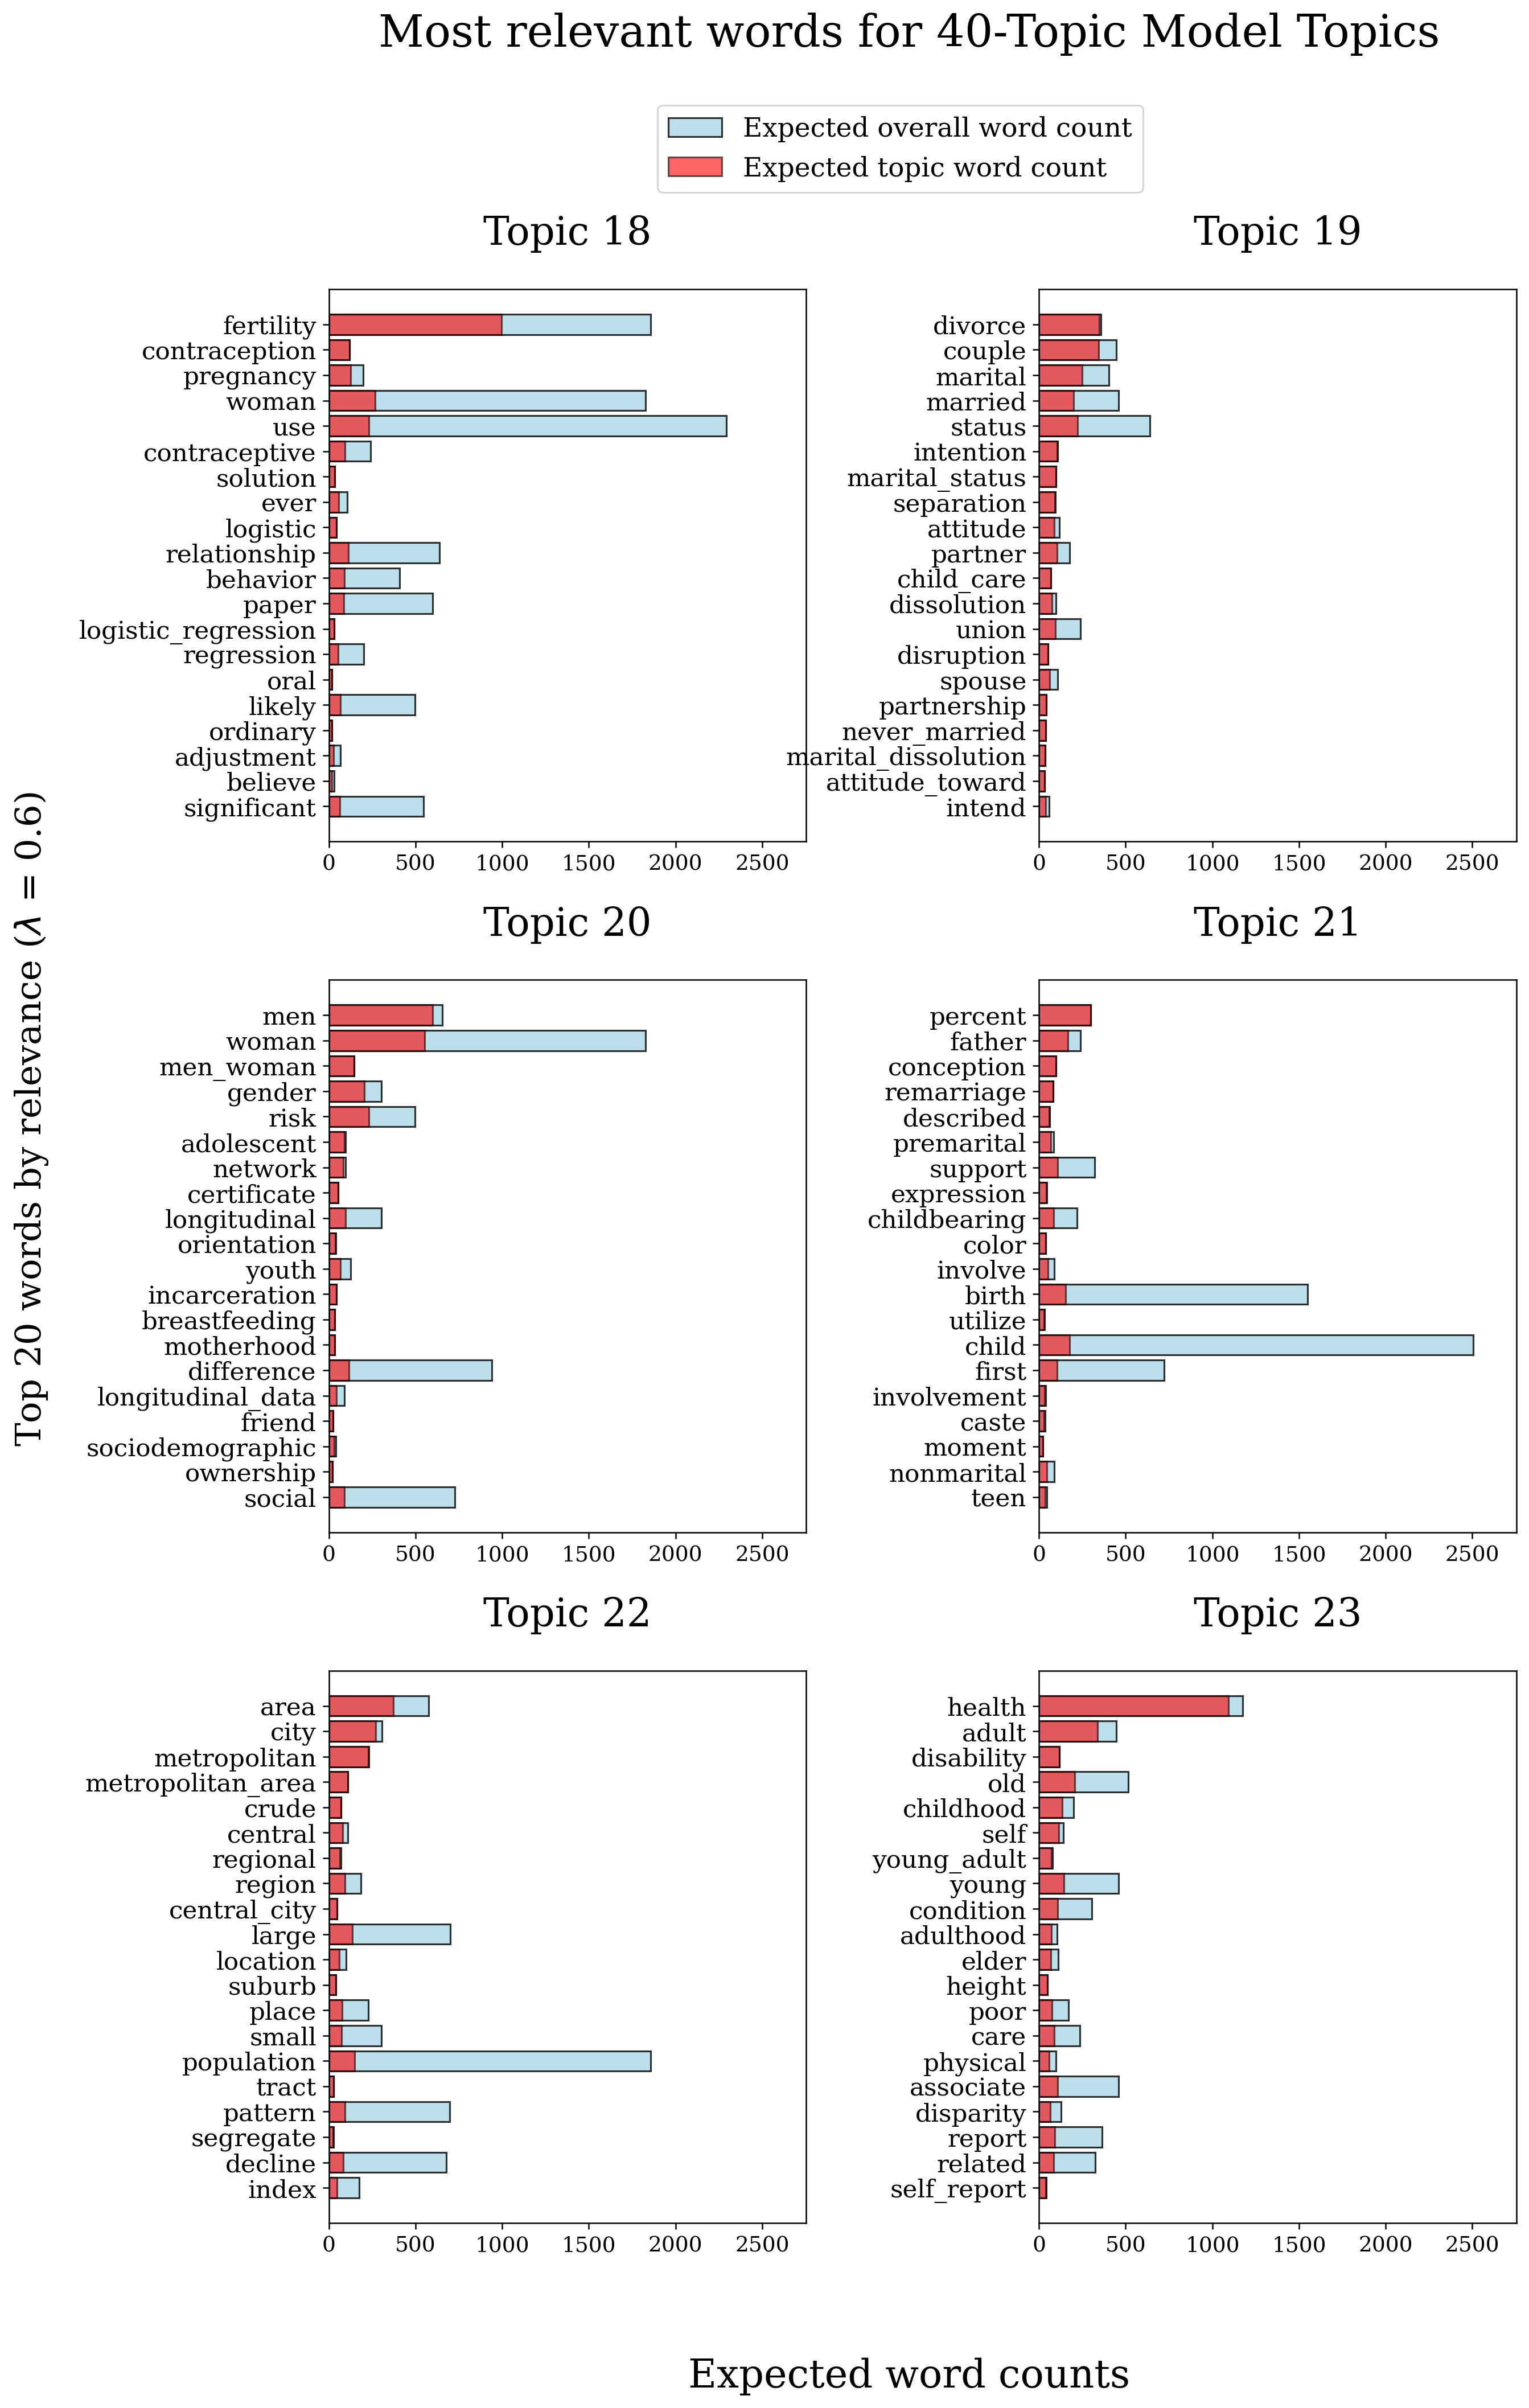 Most relevant words for 40-Topic Model Topics
Expected overall word count
Expected topic word count
Top 20 words by relevance (λ = 0.6)
Topic 18
fertility
contraception
pregnancy
woman
use
contraceptive
solution
ever
logistic
relationship
behavior
paper
logistic_regression
regression
oral
likely
ordinary
adjustment
believe
significant
0 500 1000 1500 2000 2500
Topic 19
divorce
couple
marital
married
status
intention
marital_status
separation
attitude
partner
child_care
dissolution
union
disruption
spouse
partnership
never_married
marital_dissolution
attitude_toward
intend
0 500 1000 1500 2000 2500
Topic 20
men
woman
men_woman
gender
risk
adolescent
network
certificate
longitudinal
orientation
youth
incarceration
breastfeeding
motherhood
difference
longitudinal_data
friend
sociodemographic
ownership
social
0 500 1000 1500 2000 2500
Topic 21
percent
father
conception
remarriage
described
premarital
support
expression
childbearing
color
involve
birth
utilize
child
first
involvement
caste
moment
nonmarital
teen
0 500 1000 1500 2000 2500
Topic 22
area
city
metropolitan
metropolitan_area
crude
central
regional
region
central_city
large
location
suburb
place
small
population
tract
pattern
segregate
decline
index
0 500 1000 1500 2000 2500
Topic 23
health
adult
disability
old
childhood
self
young_adult
young
condition
adulthood
elder
height
poor
care
physical
associate
disparity
report
related
self_report
0 500 1000 1500 2000 2500
Expected word counts